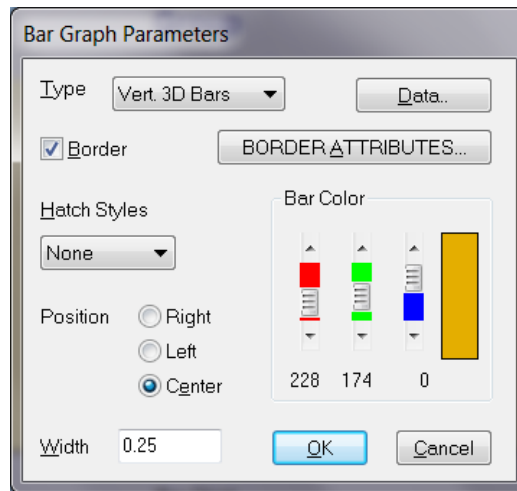 Bar Graph Parameters
Type Vert. 3D Bars Data..
Border BORDER ATTRIBUTES...
Hatch Styles Bar Color
None
Position Right
Left
Center
228 174 0
Width 0.25 OK Cancel